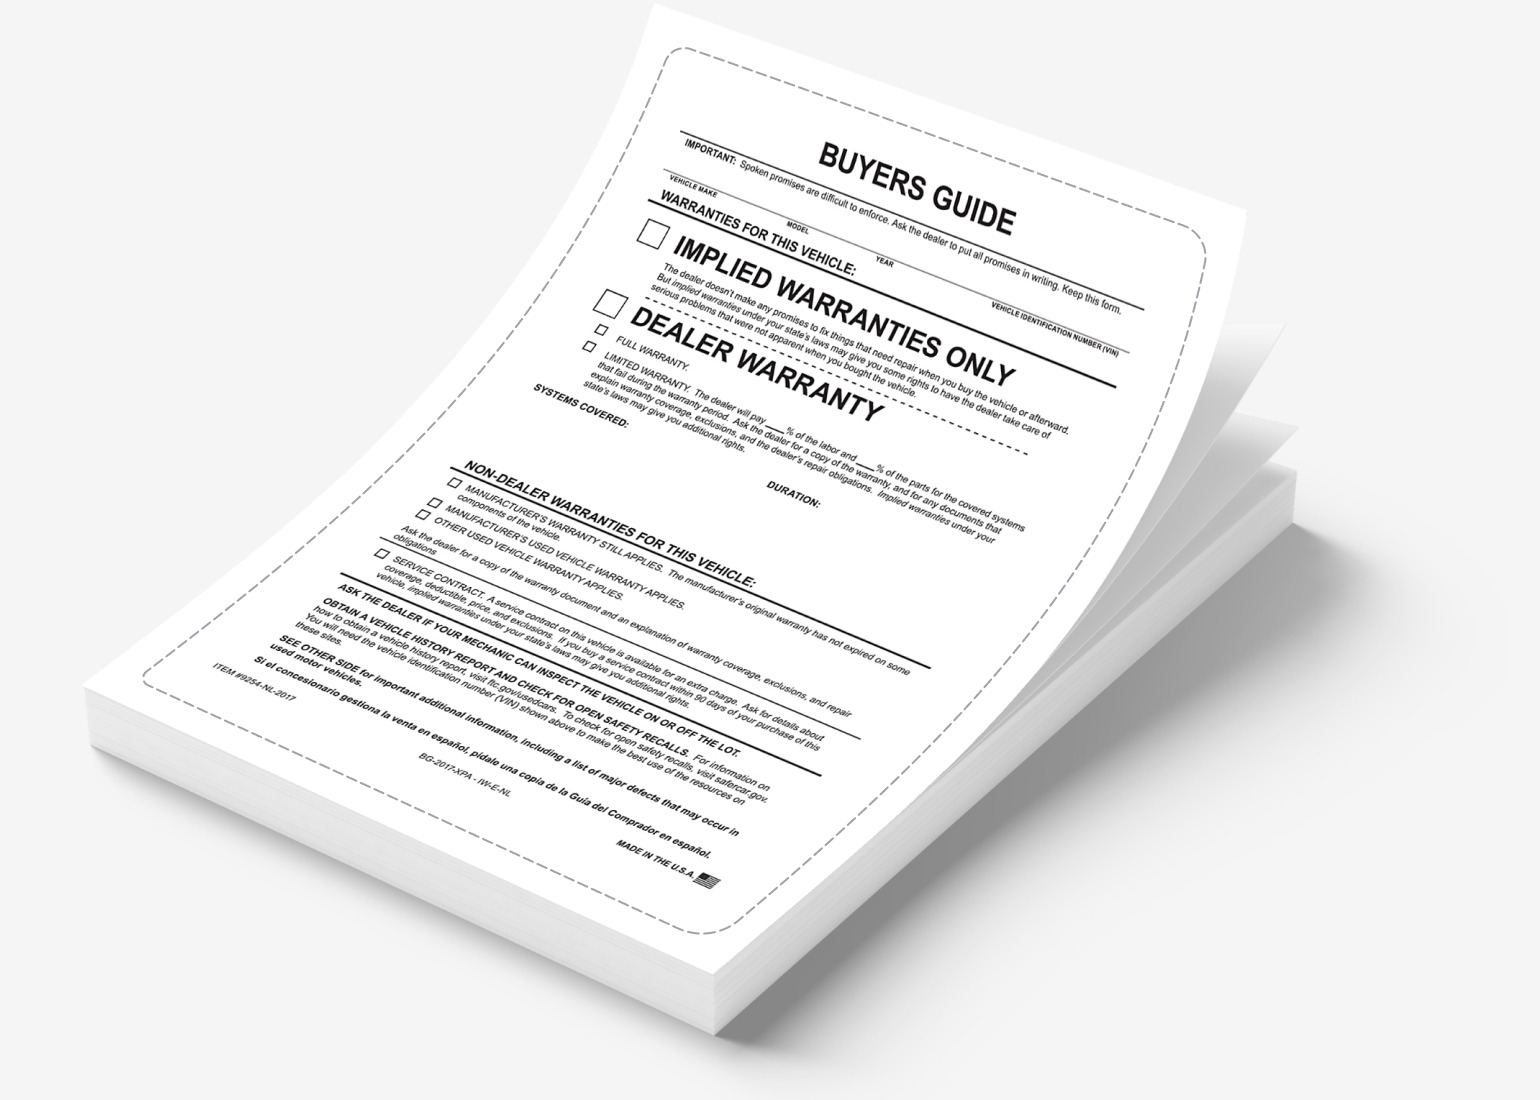 BUYERS GUIDE
IMPORTANT: Spoken promises are difficult to enforce. Ask the dealer to put all promises in writing. Keep this form.
VEHICLE MAKE MODEL YEAR VEHICLE IDENTIFICATION NUMBER (VIN)
WARRANTIES FOR THIS VEHICLE:
IMPLIED WARRANTIES ONLY
The dealer doesn't make any promises to fix things that need repair when you buy the vehicle or afterward.
But implied warranties under your state's laws may give you some rights to have the dealer take care of
serious problems that were not apparent when you bought the vehicle.
DEALER WARRANTY
FULL WARRANTY.
LIMITED WARRANTY. The dealer will pay ___ % of the labor and ___ % of the parts for the covered systems
that fail during the warranty period. Ask the dealer for a copy of the warranty, and for any documents that
explain warranty coverage, exclusions, and the dealer's repair obligations. Implied warranties under your
state's laws may give you additional rights.
SYSTEMS COVERED: DURATION:
NON-DEALER WARRANTIES FOR THIS VEHICLE:
MANUFACTURER'S WARRANTY STILL APPLIES. The manufacturer's original warranty has not expired on some
components of the vehicle.
MANUFACTURER'S USED VEHICLE WARRANTY APPLIES.
OTHER USED VEHICLE WARRANTY APPLIES.
Ask the dealer for a copy of the warranty document and an explanation of warranty coverage, exclusions, and repair
obligations
SERVICE CONTRACT. A service contract on this vehicle is available for an extra charge. Ask for details about
coverage, deductible, price, and exclusions. If you buy a service contract within 90 days of your purchase of this
vehicle, implied warranties under your state's laws may give you additional rights.
ASK THE DEALER IF YOUR MECHANIC CAN INSPECT THE VEHICLE ON OR OFF THE LOT.
OBTAIN A VEHICLE HISTORY REPORT AND CHECK FOR OPEN SAFETY RECALLS. For information on
how to obtain a vehicle history report, visit ftc.gov/usedcars. To check for open safety recalls, visit safercar.gov.
You will need the vehicle identification number (VIN) shown above to make the best use of the resources on
these sites.
SEE OTHER SIDE for important additional information, including a list of major defects that may occur in
used motor vehicles.
Si el concesionario gestiona la venta en español, pídale una copia de la Guía del Comprador en español.
ITEM #9254-NL-2017 BG-2017-XPA - IW-E-NL MADE IN THE U.S.A.